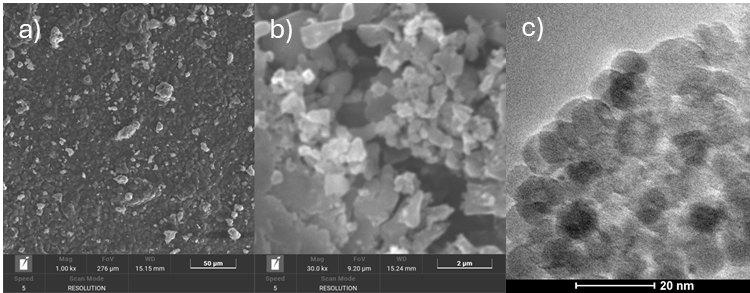 a)
b)
c)
Mag FoV WD
1.00 kx 276 µm 15.15 mm 50 µm
Speed Scan Mode
5 RESOLUTION
Mag FoV WD
30.0 kx 9.20 µm 15.24 mm 2 µm
Speed Scan Mode
5 RESOLUTION
20 nm